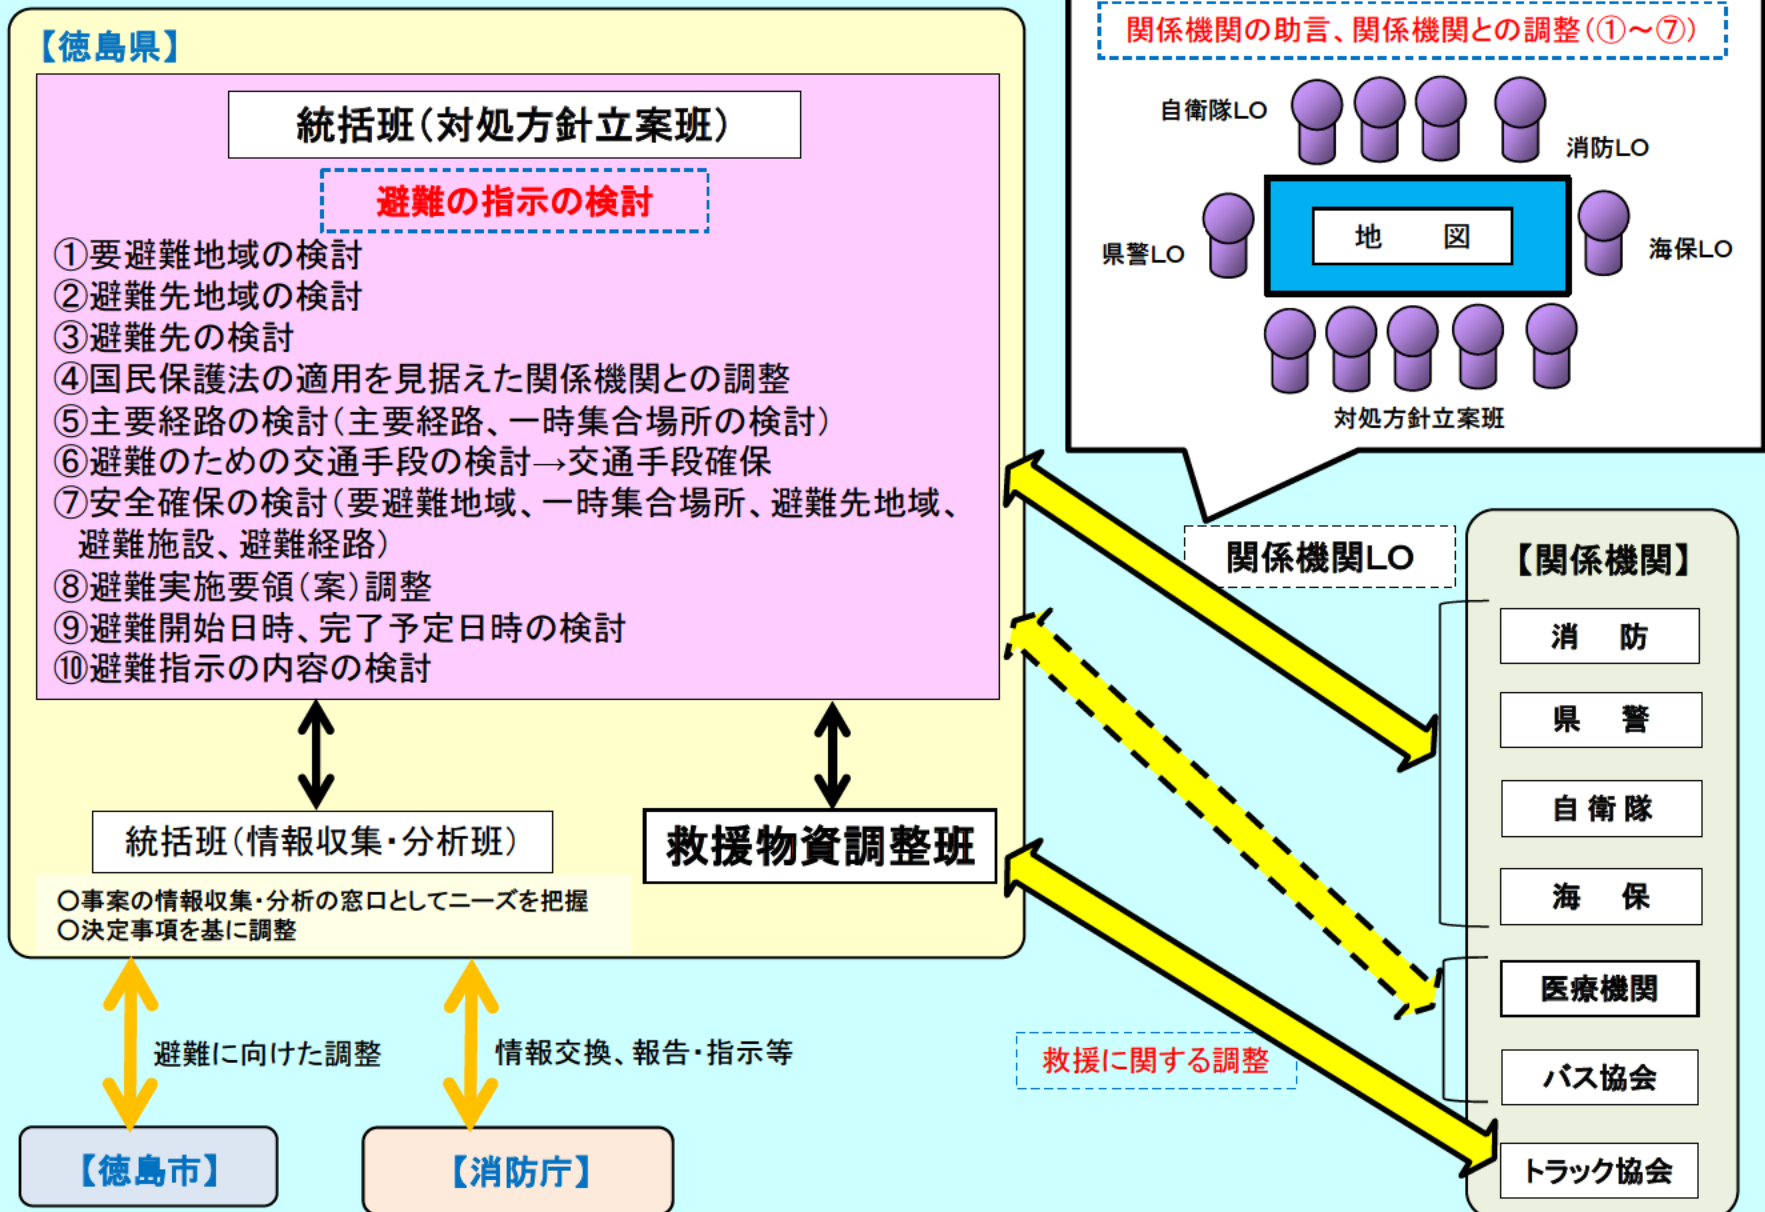 【徳島県】
統括班(対処方針立案班)
避難の指示の検討
①要避難地域の検討
②避難先地域の検討
③避難先の検討
④国民保護法の適用を見据えた関係機関との調整
⑤主要経路の検討(主要経路、一時集合場所の検討)
⑥避難のための交通手段の検討→交通手段確保
⑦安全確保の検討(要避難地域、一時集合場所、避難先地域、
避難施設、避難経路)
⑧避難実施要領(案)調整
⑨避難開始日時、完了予定日時の検討
⑩避難指示の内容の検討
統括班(情報収集・分析班)
○事案の情報収集・分析の窓口としてニーズを把握
○決定事項を基に調整
救援物資調整班
避難に向けた調整
情報交換、報告・指示等
【徳島市】
【消防庁】
関係機関の助言、関係機関との調整(①~⑦)
自衛隊LO
消防LO
県警LO
地 図
海保LO
対処方針立案班
関係機関LO
救援に関する調整
【関係機関】
消 防
県 警
自 衛 隊
海 保
医療機関
バス協会
トラック協会